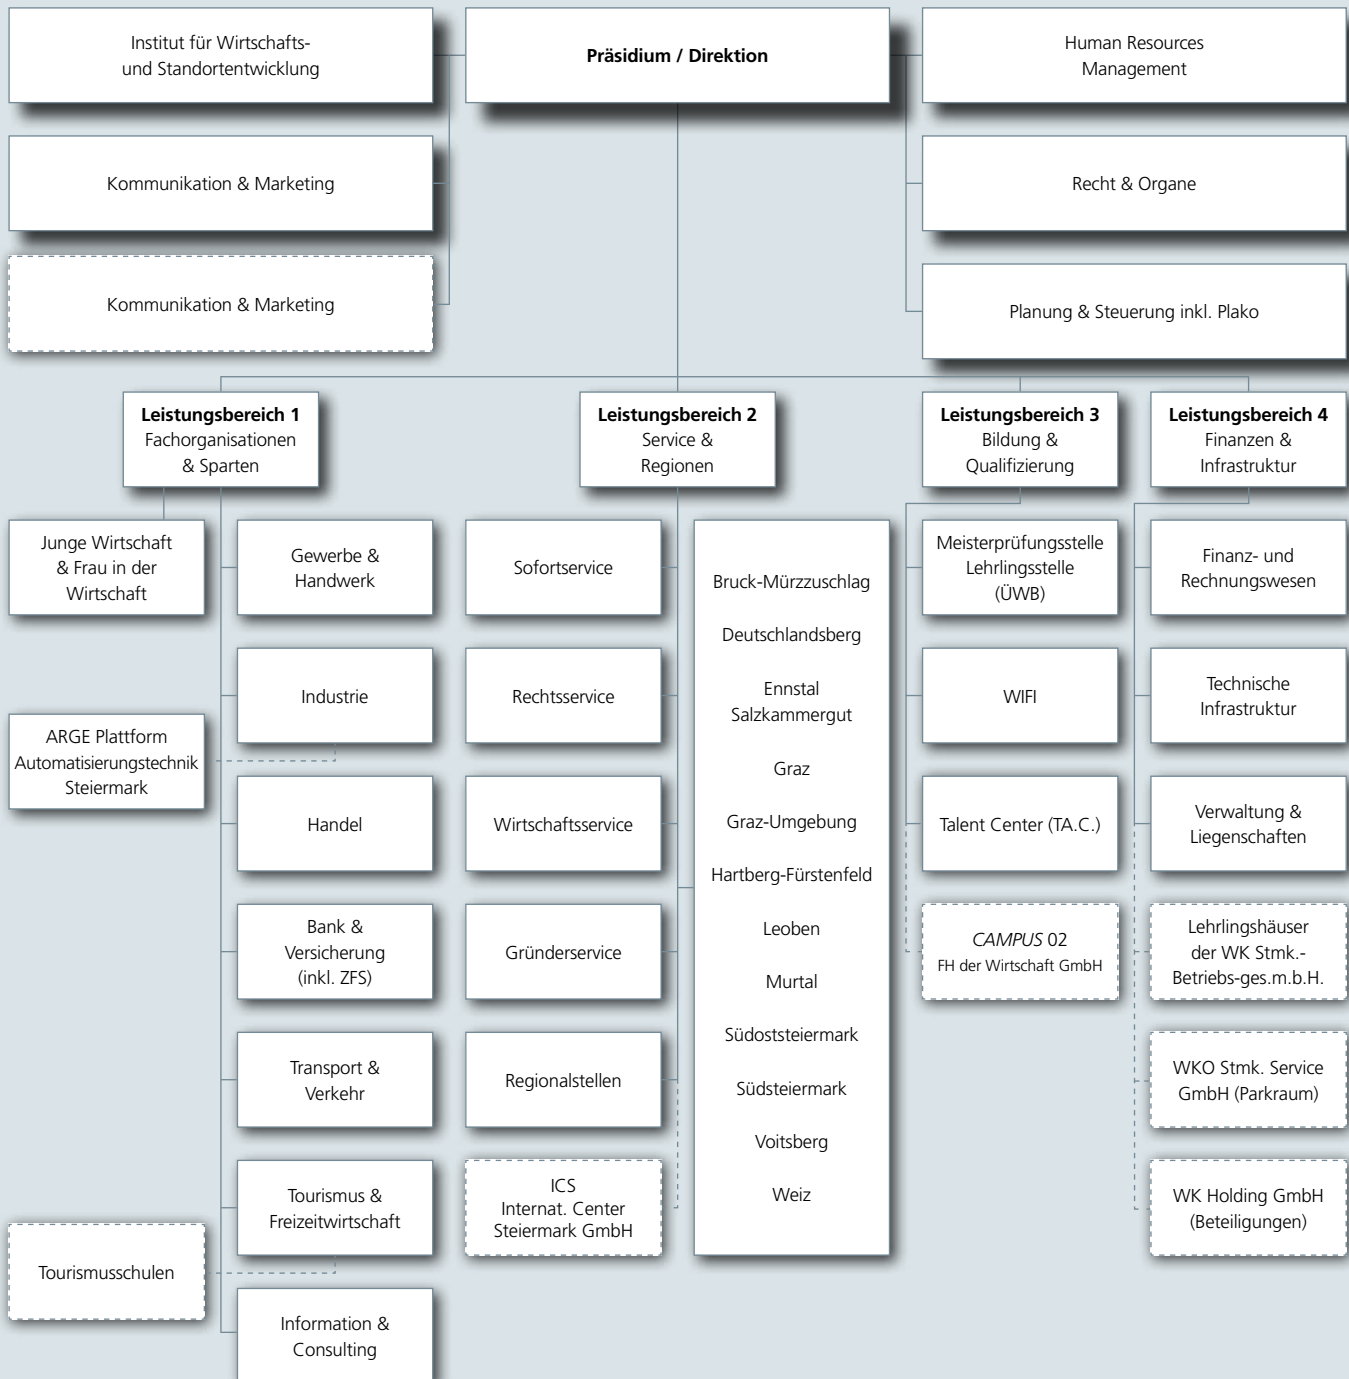 Institut für Wirtschafts-
und Standortentwicklung
Präsidium / Direktion
Human Resources
Management
Kommunikation & Marketing
Recht & Organe
Kommunikation & Marketing
Planung & Steuerung inkl. Plako
Leistungsbereich 1
Fachorganisationen
& Sparten
Leistungsbereich 2
Service &
Regionen
Leistungsbereich 3
Bildung &
Qualifizierung
Leistungsbereich 4
Finanzen &
Infrastruktur
Junge Wirtschaft
& Frau in der
Wirtschaft
ARGE Plattform
Automatisierungstechnik
Steiermark
Tourismusschulen
Gewerbe &
Handwerk
Industrie
Handel
Bank &
Versicherung
(inkl. ZFS)
Transport &
Verkehr
Tourismus &
Freizeitwirtschaft
Information &
Consulting
Sofortservice
Rechtsservice
Wirtschaftsservice
Gründerservice
Regionalstellen
ICS
Internat. Center
Steiermark GmbH
Bruck-Mürzzuschlag
Deutschlandsberg
Ennstal
Salzkammergut
Graz
Graz-Umgebung
Hartberg-Fürstenfeld
Leoben
Murtal
Südoststeiermark
Südsteiermark
Voitsberg
Weiz
Meisterprüfungsstelle
Lehrlingsstelle
(ÜWB)
WIFI
Talent Center (TA.C.)
CAMPUS 02
FH der Wirtschaft GmbH
Finanz- und
Rechnungswesen
Technische
Infrastruktur
Verwaltung &
Liegenschaften
Lehrlingshäuser
der WK Stmk.-
Betriebs-ges.m.b.H.
WKO Stmk. Service
GmbH (Parkraum)
WK Holding GmbH
(Beteiligungen)